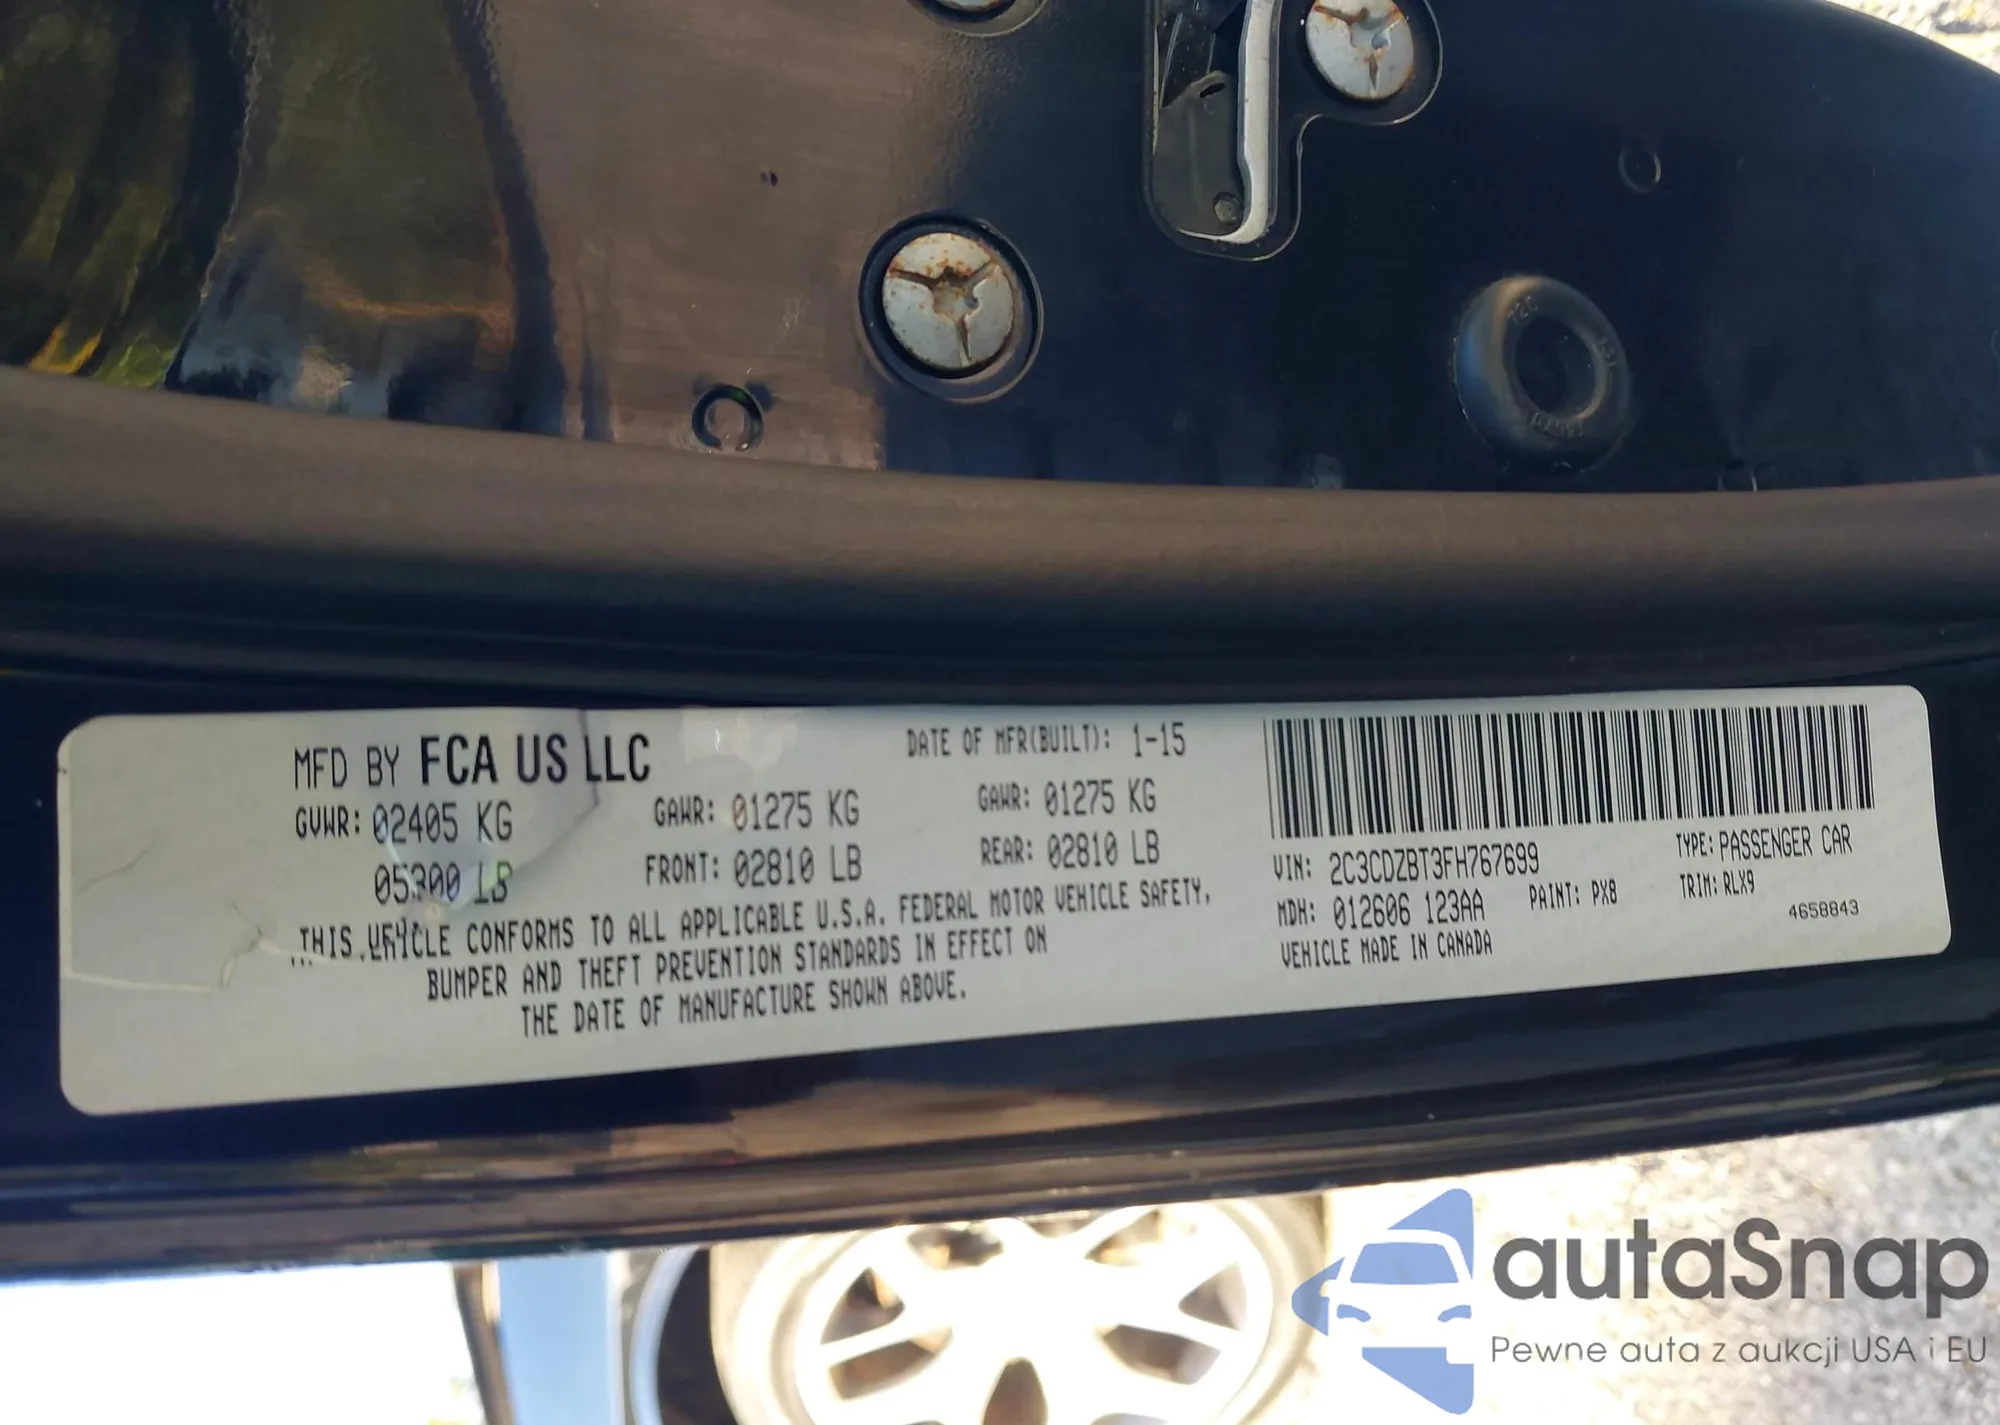 MFD BY FCA US LLC
DATE OF MFR(BUILT): 1-15
GVWR: 02405 KG
GAWR: 01275 KG
GAWR: 01275 KG
05300 LB
FRONT: 02810 LB
REAR: 02810 LB
THIS VEHICLE CONFORMS TO ALL APPLICABLE U.S.A. FEDERAL MOTOR VEHICLE SAFETY,
BUMPER AND THEFT PREVENTION STANDARDS IN EFFECT ON
THE DATE OF MANUFACTURE SHOWN ABOVE.
VIN: 2C3CDZBT3FH767699
TYPE: PASSENGER CAR
MDH: 012606 123AA
PAINT: PX8
TRIM: RLX9
4658843
VEHICLE MADE IN CANADA
autaSnap
Pewne auta z aukcji USA i EU